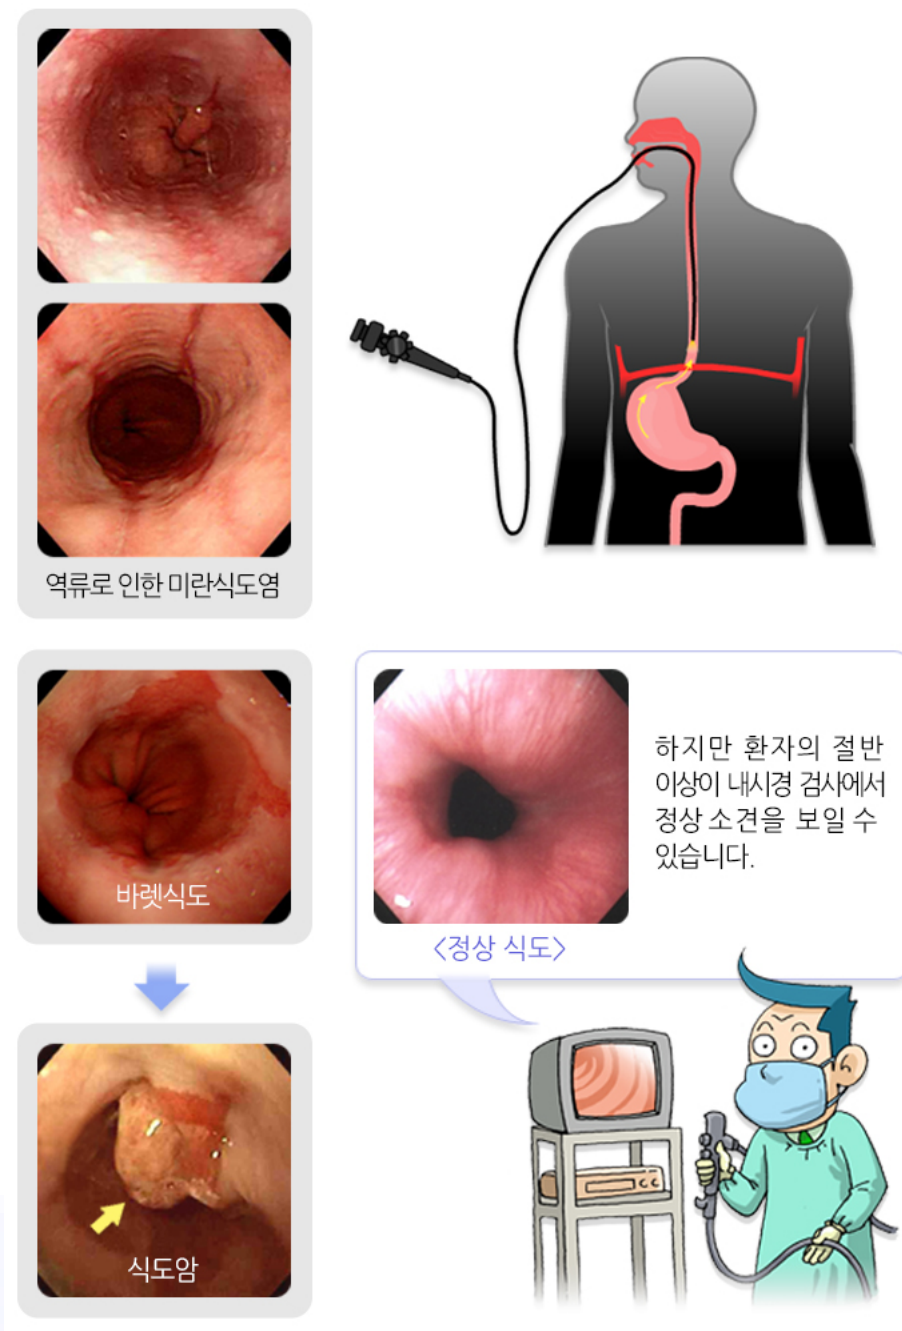 역류로 인한 미란식도염
바렛식도
하지만 환자의 절반
이상이 내시경 검사에서
정상 소견을 보일 수
있습니다.
<정상 식도>
식도암